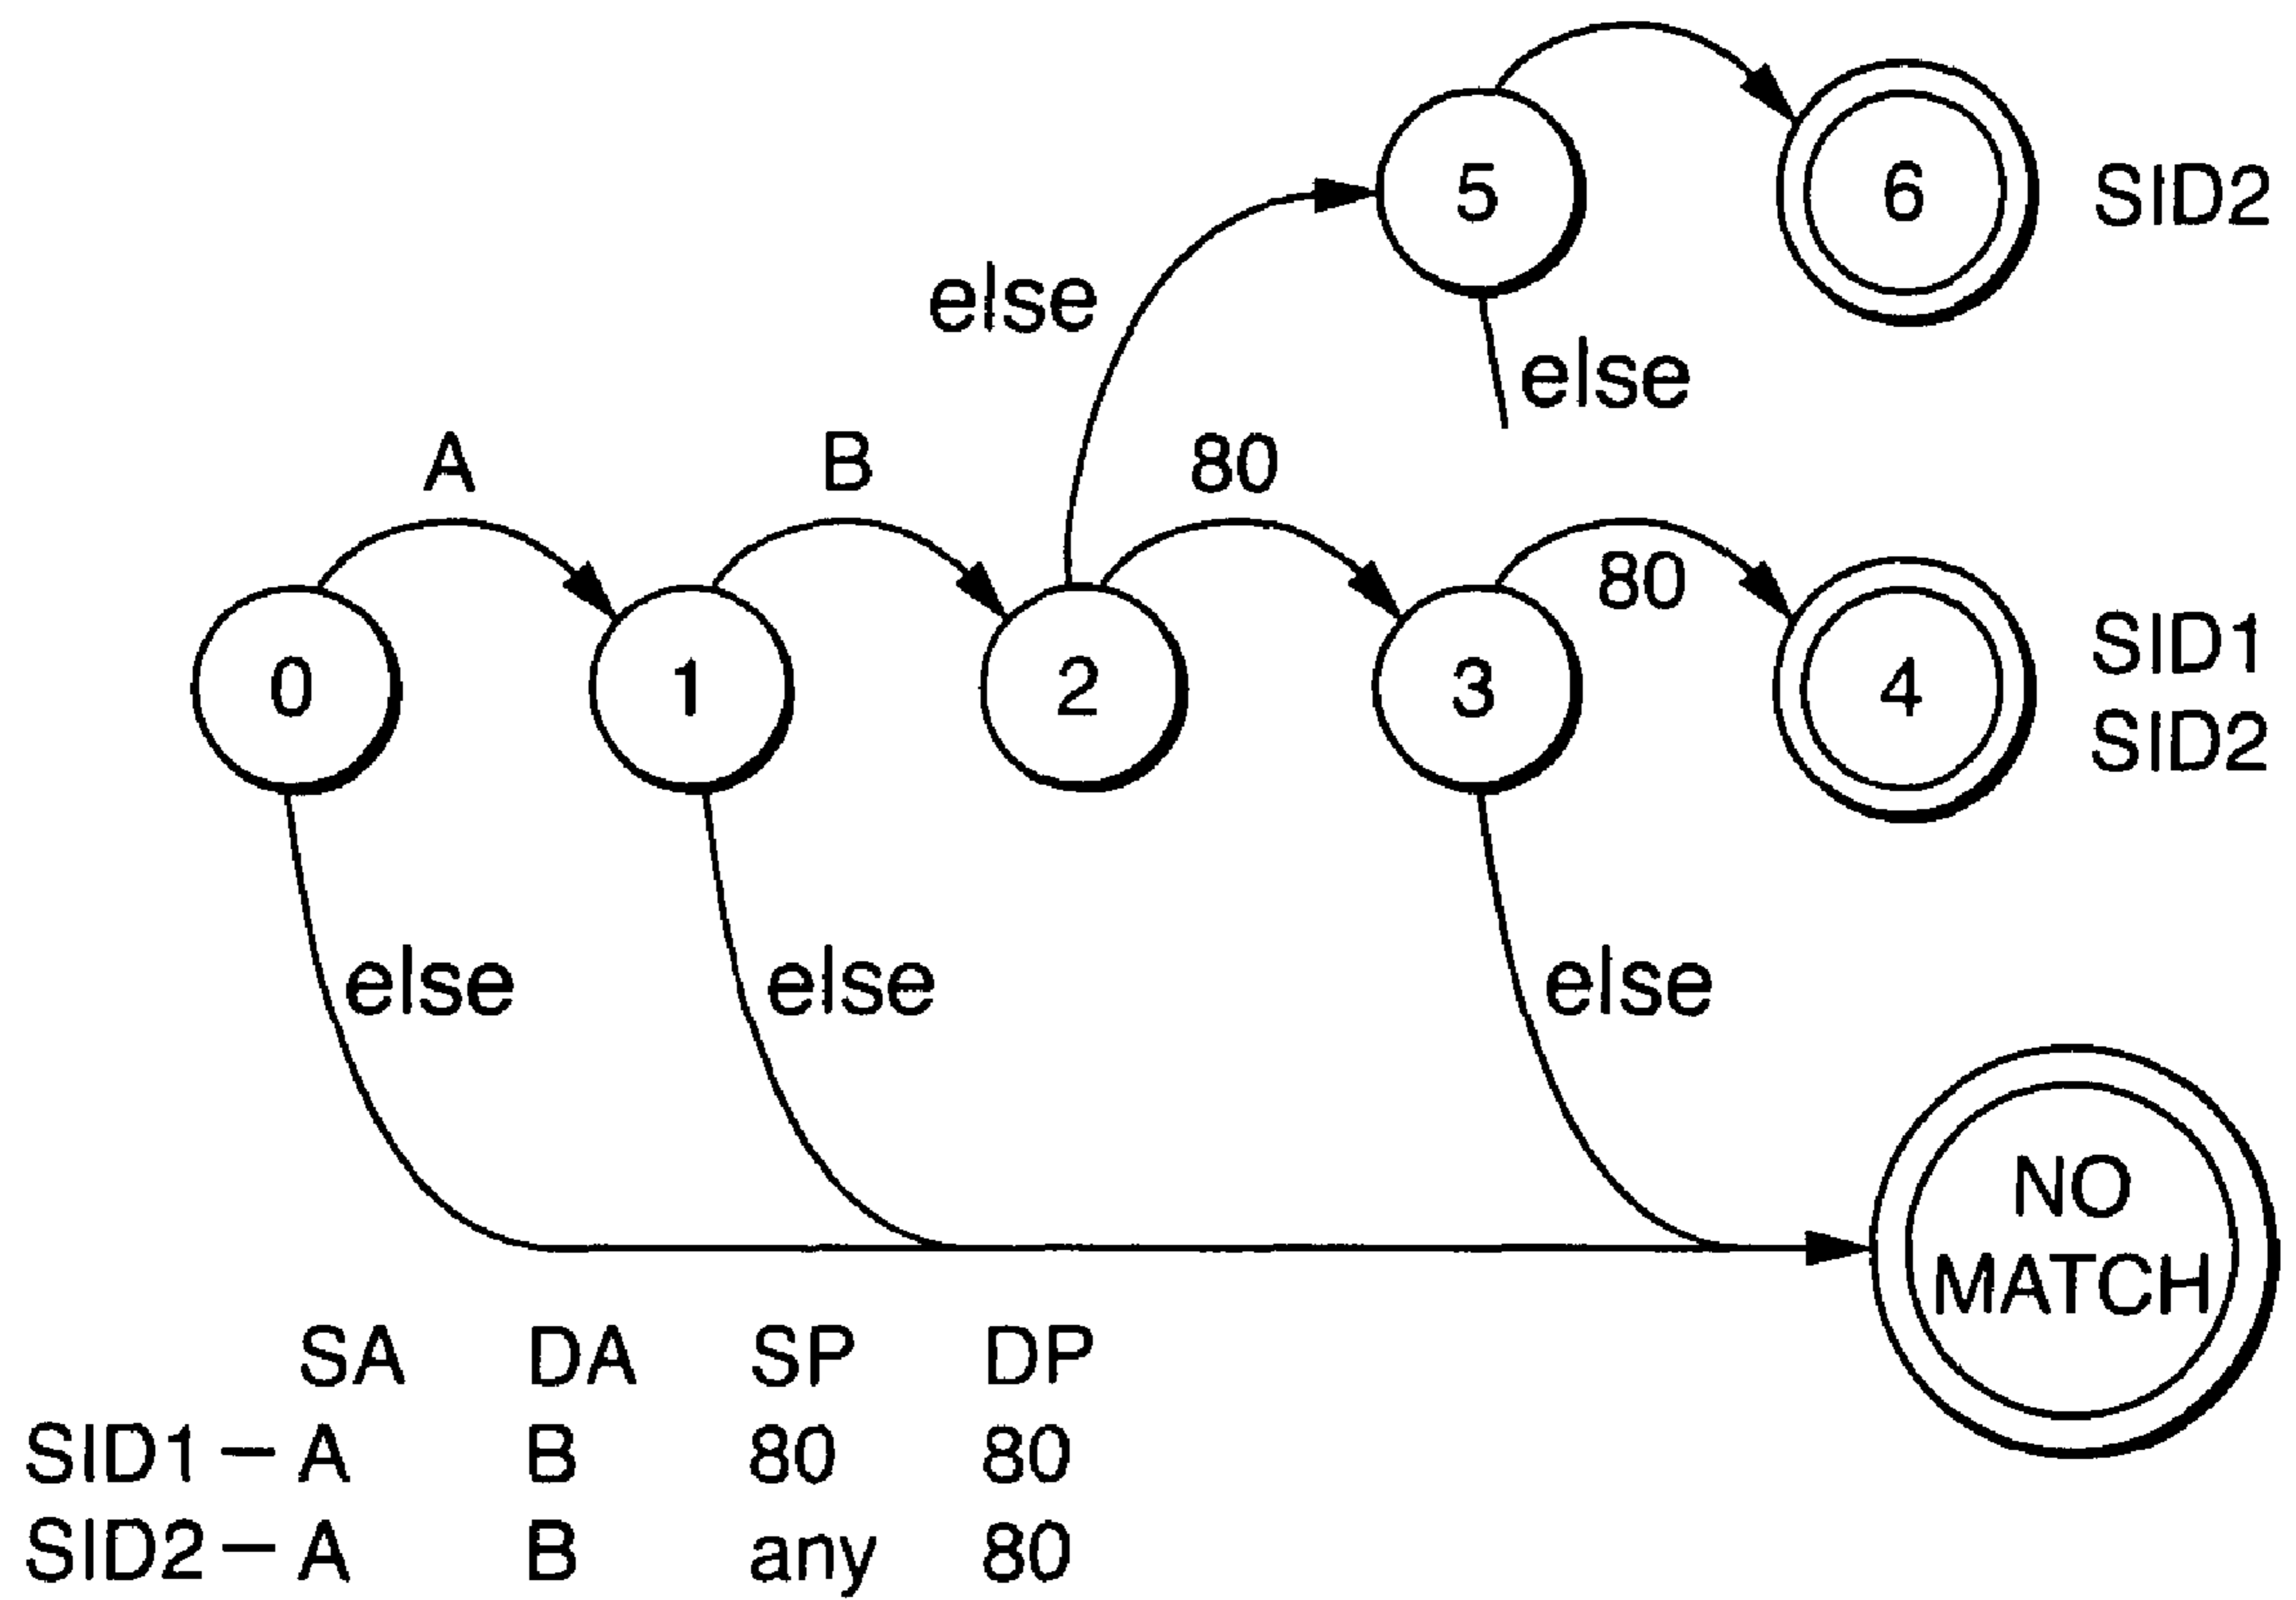 5
6
SID2
else
else
A
B
80
80
0
1
2
3
4
SID1
SID2
else
else
else
NO
MATCH
SA DA SP DP
SID1 – A B 80 80
SID2 – A B any 80